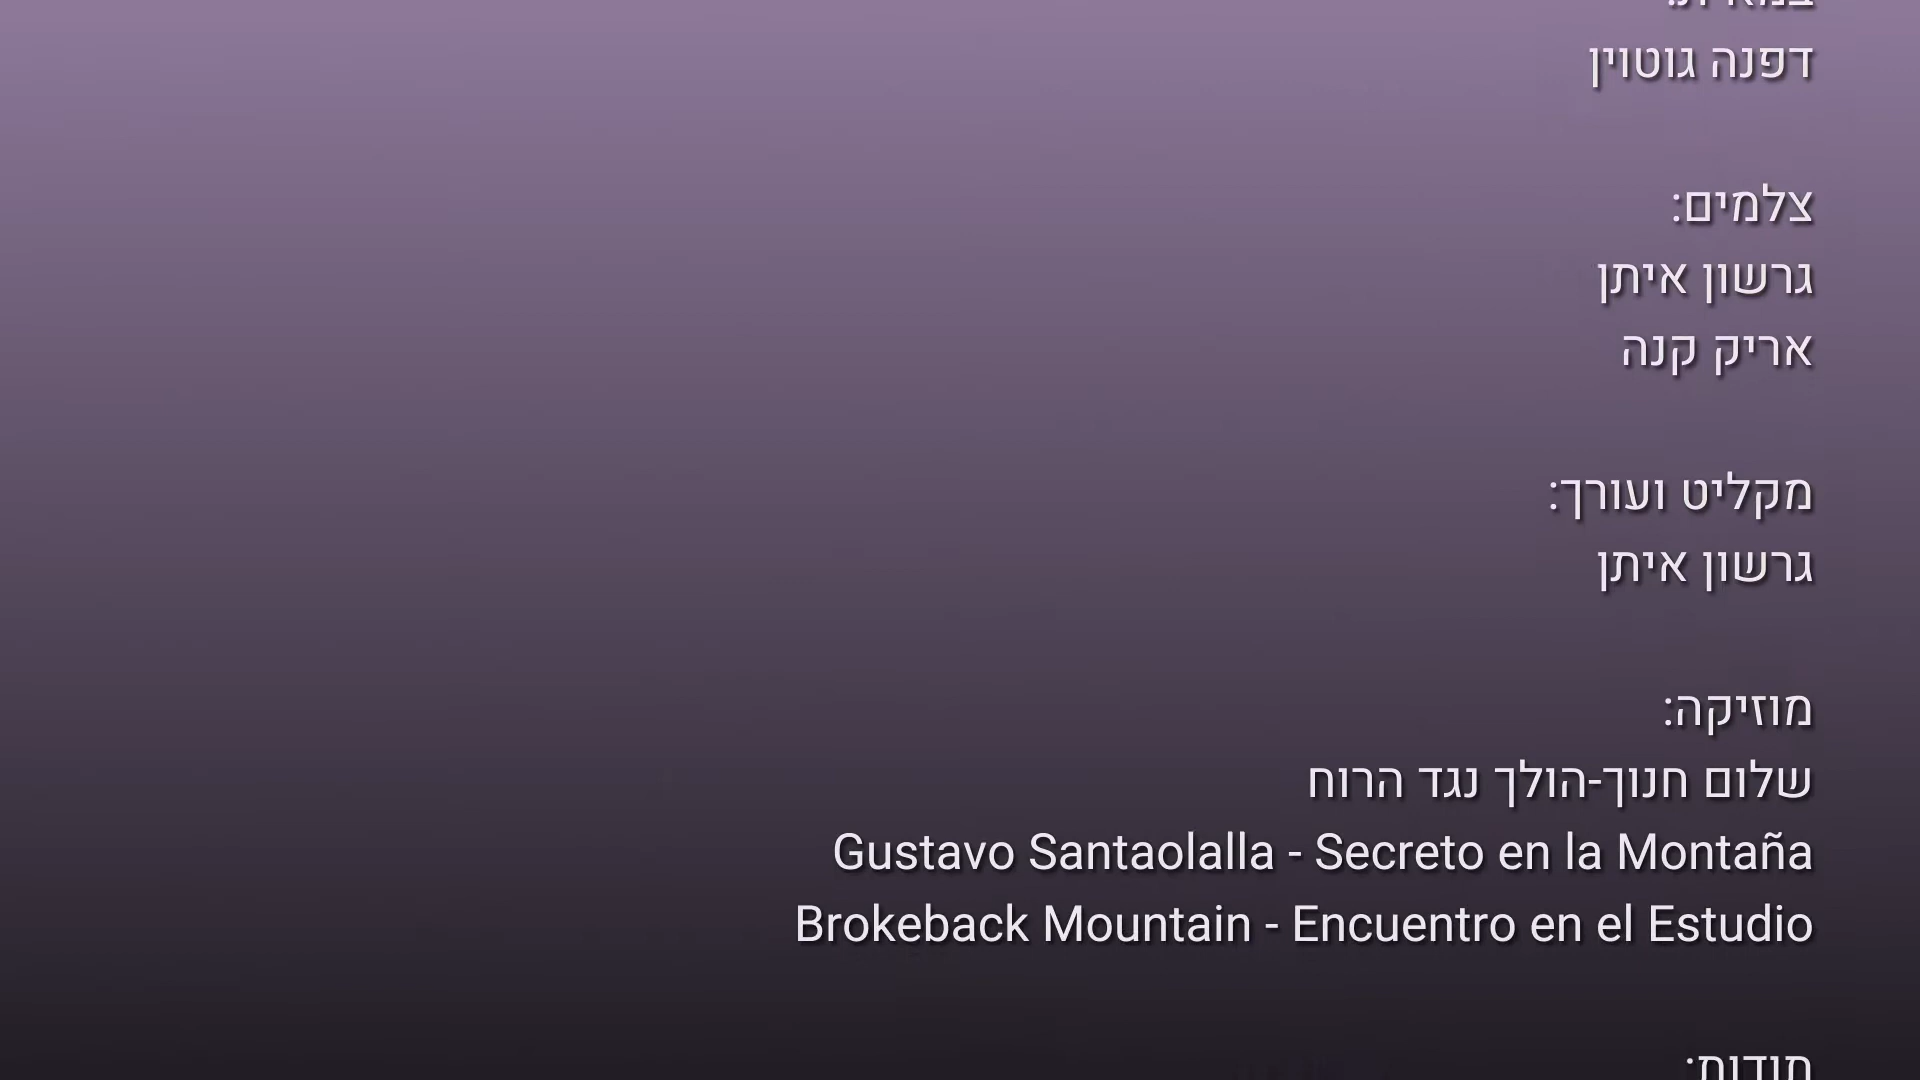 דפנה גוטוין
צלמים:
גרשון איתן
אריק קנה
מקליט ועורך:
גרשון איתן
מוזיקה:
שלום חנוך-הולך נגד הרוח
Gustavo Santaolalla - Secreto en la Montaña
Brokeback Mountain - Encuentro en el Estudio
תודות: